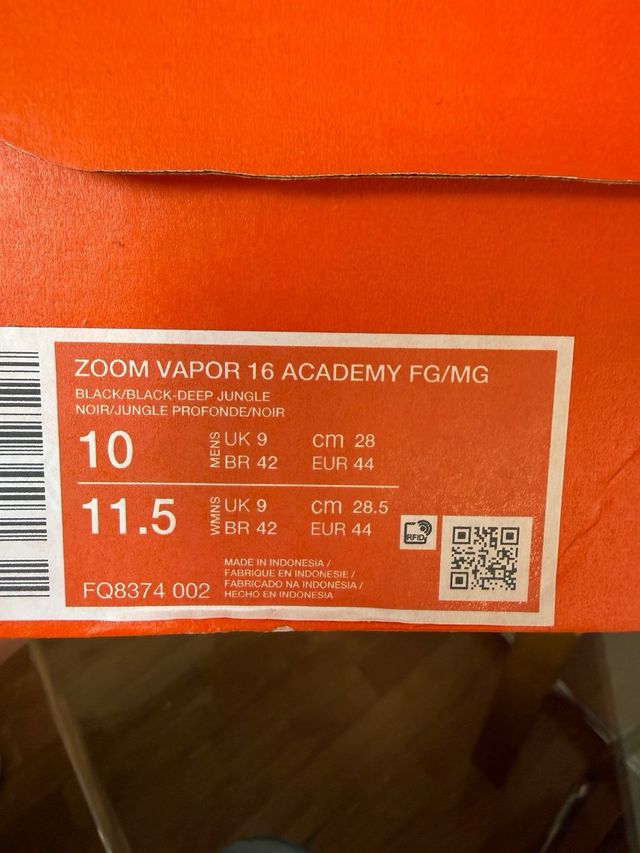 ZOOM VAPOR 16 ACADEMY FG/MG
BLACK/BLACK-DEEP JUNGLE
NOIR/JUNGLE PROFONDE/NOIR
10 MENS UK 9 cm 28
BR 42 EUR 44
11.5 WMNS UK 9 cm 28.5
BR 42 EUR 44
RFID
MADE IN INDONESIA /
FABRIQUE EN INDONESIE /
FABRICADO NA INDONÉSIA /
HECHO EN INDONESIA
FQ8374 002